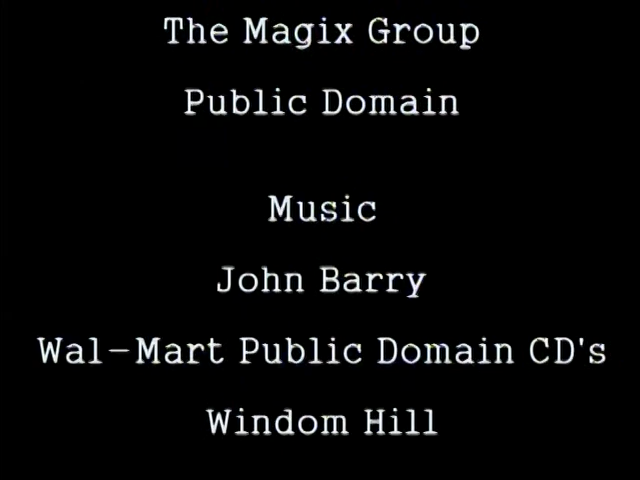 The Magix Group
Public Domain
Music
John Barry
Wal-Mart Public Domain CD's
Windom Hill